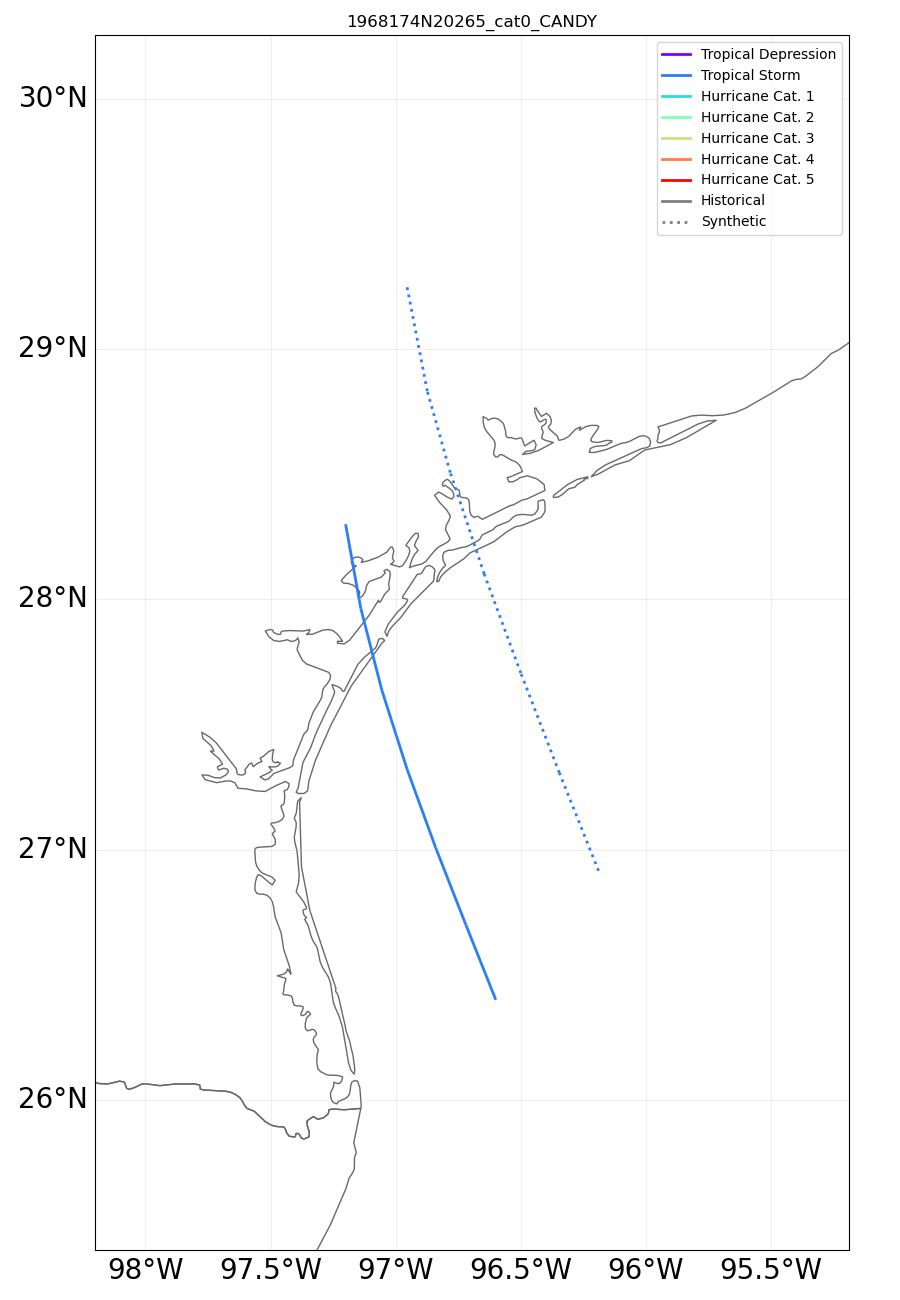 1968174N20265_cat0_CANDY
Tropical Depression
Tropical Storm
Hurricane Cat. 1
Hurricane Cat. 2
Hurricane Cat. 3
Hurricane Cat. 4
Hurricane Cat. 5
Historical
Synthetic
30°N
29°N
28°N
27°N
26°N
98°W 97.5°W 97°W 96.5°W 96°W 95.5°W